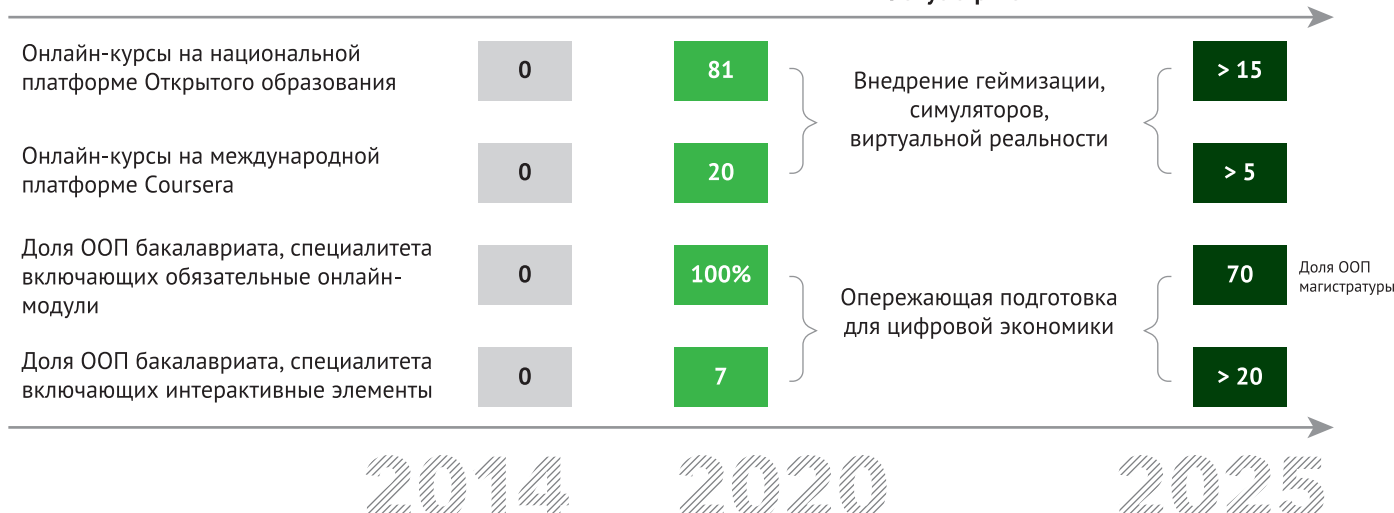 Онлайн-курсы на национальной
платформе Открытого образования
0
81
> 15
Внедрение геймизации,
симуляторов,
виртуальной реальности
Онлайн-курсы на международной
платформе Coursera
0
20
> 5
Доля ООП бакалавриата, специалитета
включающих обязательные онлайн-
модули
0
100%
70
Доля ООП
магистратуры
Опережающая подготовка
для цифровой экономики
Доля ООП бакалавриата, специалитета
включающих интерактивные элементы
0
7
> 20
2014
2020
2025